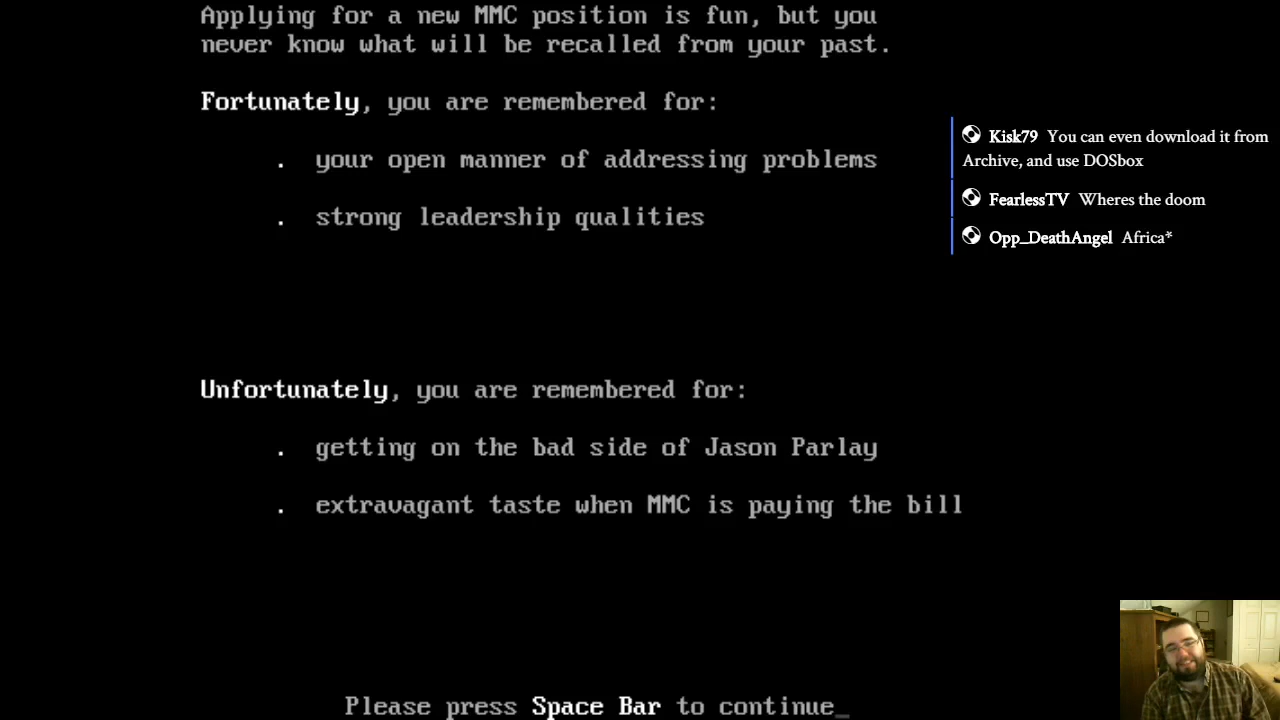 Applying for a new MMC position is fun, but you
never know what will be recalled from your past.
Fortunately, you are remembered for:
. your open manner of addressing problems
. strong leadership qualities
Unfortunately, you are remembered for:
. getting on the bad side of Jason Parlay
. extravagant taste when MMC is paying the bill
Please press Space Bar to continue_
Kisk79 You can even download it from
Archive, and use DOSbox
FearlessTV Wheres the doom
Opp_DeathAngel Africa*